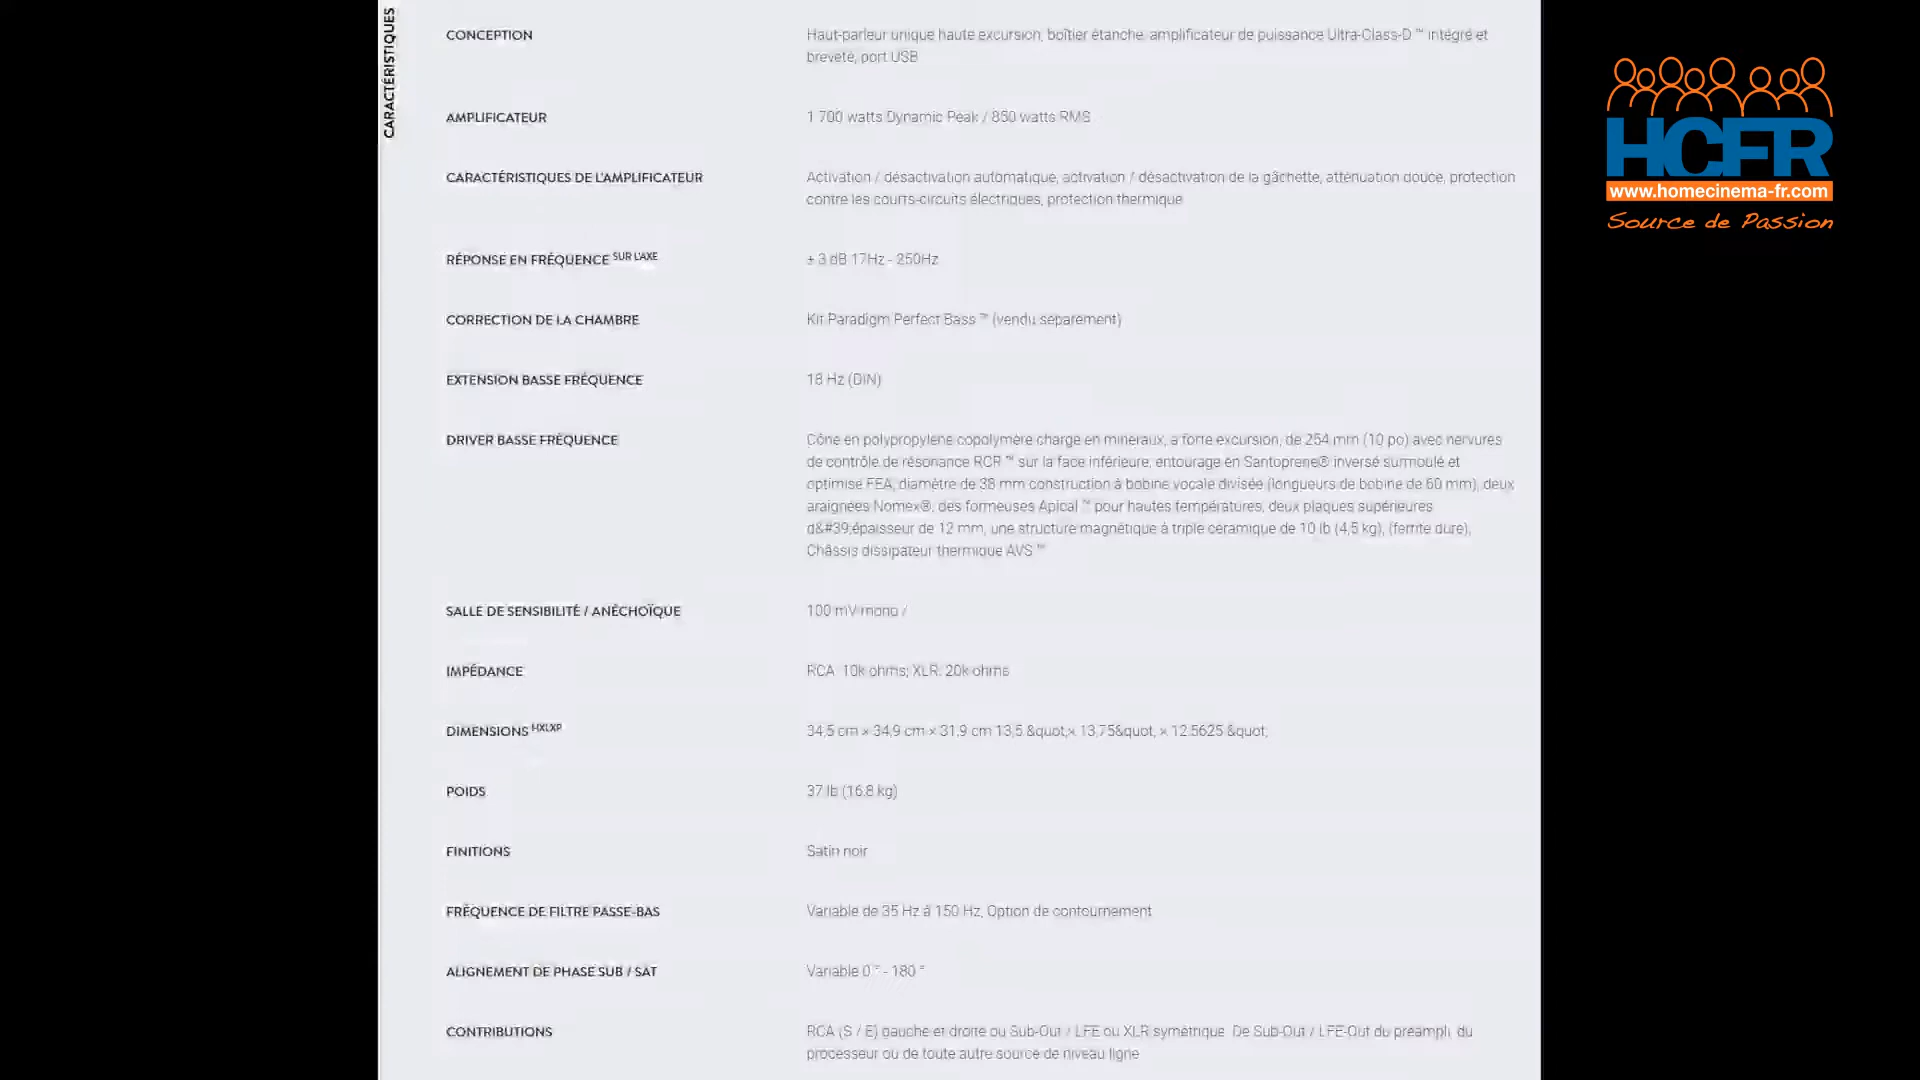 CARACTÉRISTIQUES
CONCEPTION
Haut-parleur unique haute excursion, boîtier étanche, amplificateur de puissance Ultra-Class-D ™ intégré et
breveté, port USB
AMPLIFICATEUR
1 700 watts Dynamic Peak / 850 watts RMS
CARACTÉRISTIQUES DE L'AMPLIFICATEUR
Activation / désactivation automatique, activation / désactivation de la gâchette, atténuation douce, protection
contre les courts-circuits électriques, protection thermique
RÉPONSE EN FRÉQUENCE SUR L'AXE
± 3 dB 17Hz - 250Hz
CORRECTION DE LA CHAMBRE
Kit Paradigm Perfect Bass ™ (vendu séparément)
EXTENSION BASSE FRÉQUENCE
18 Hz (DIN)
DRIVER BASSE FRÉQUENCE
Cône en polypropylène copolymère chargé en minéraux, à forte excursion, de 254 mm (10 po) avec nervures
de contrôle de résonance RCR ™ sur la face inférieure, entourage en Santoprene® inversé surmoulé et
optimisé FEA, diamètre de 38 mm construction à bobine vocale divisée (longueurs de bobine de 60 mm), deux
araignées Nomex®, des formeuses Apical ™ pour hautes températures, deux plaques supérieures
d&#39;épaisseur de 12 mm, une structure magnétique à triple céramique de 10 lb (4,5 kg), (ferrite dure),
Châssis dissipateur thermique AVS ™
SALLE DE SENSIBILITÉ / ANÉCHOÏQUE
100 mV mono /
IMPÉDANCE
RCA: 10k ohms; XLR: 20k ohms
DIMENSIONS HXLXP
34,5 cm × 34,9 cm × 31,9 cm 13,5 &quot;× 13,75&quot; × 12,5625 &quot;
POIDS
37 lb (16.8 kg)
FINITIONS
Satin noir
FRÉQUENCE DE FILTRE PASSE-BAS
Variable de 35 Hz à 150 Hz, Option de contournement
ALIGNEMENT DE PHASE SUB / SAT
Variable 0 ° - 180 °
CONTRIBUTIONS
RCA (S / E) gauche et droite ou Sub-Out / LFE ou XLR symétrique. De Sub-Out / LFE-Out du préampli, du
processeur ou de toute autre source de niveau ligne
HCFR
www.homecinema-fr.com
Source de Passion